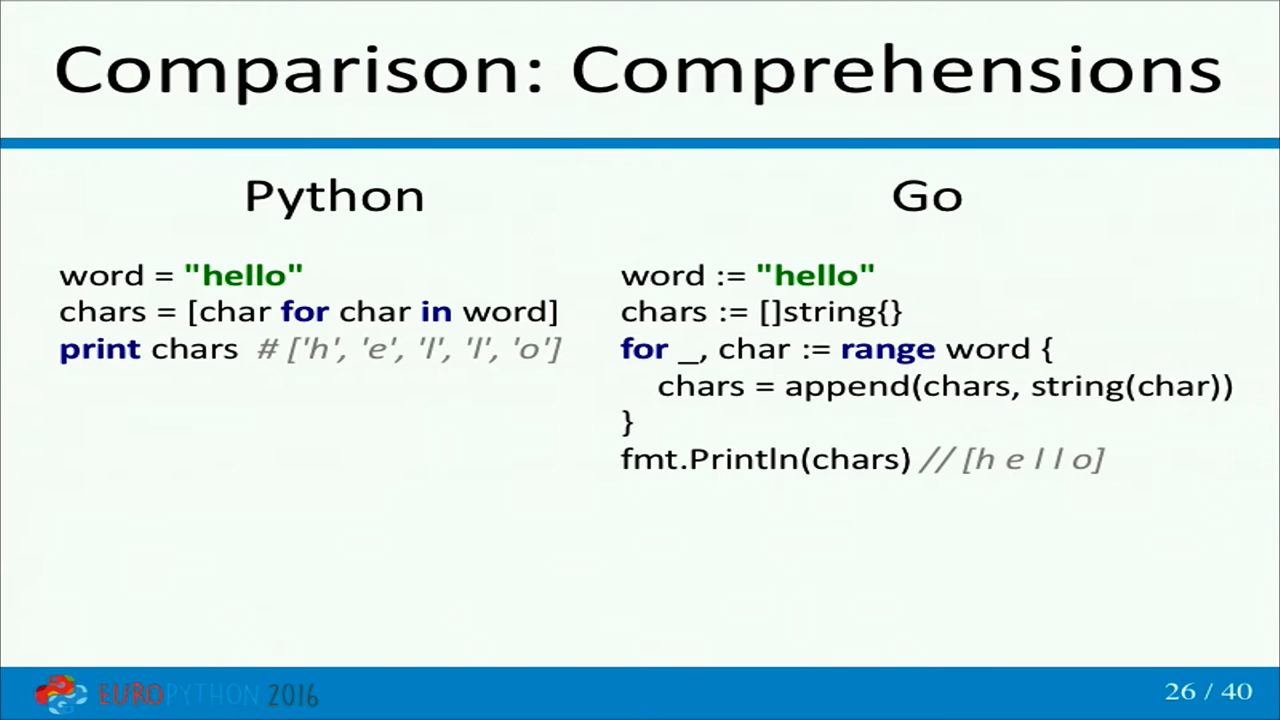 Comparison: Comprehensions
Python
word = "hello"
chars = [char for char in word]
print chars # ['h', 'e', 'l', 'l', 'o']
Go
word := "hello"
chars := []string{}
for _, char := range word {
    chars = append(chars, string(char))
}
fmt.Println(chars) // [h e l l o]
EUROPYTHON 2016
26 / 40